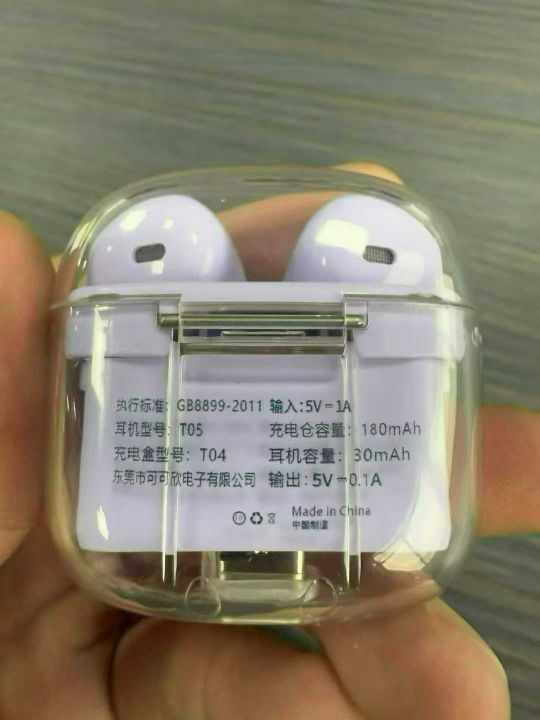 执行标准: GB8899-2011 输入:5V=1A
耳机型号: T05 充电仓容量: 180mAh
充电盒型号: T04 耳机容量: 30mAh
东莞市可可欣电子有限公司 输出: 5V=0.1A
Made in China
中国制造